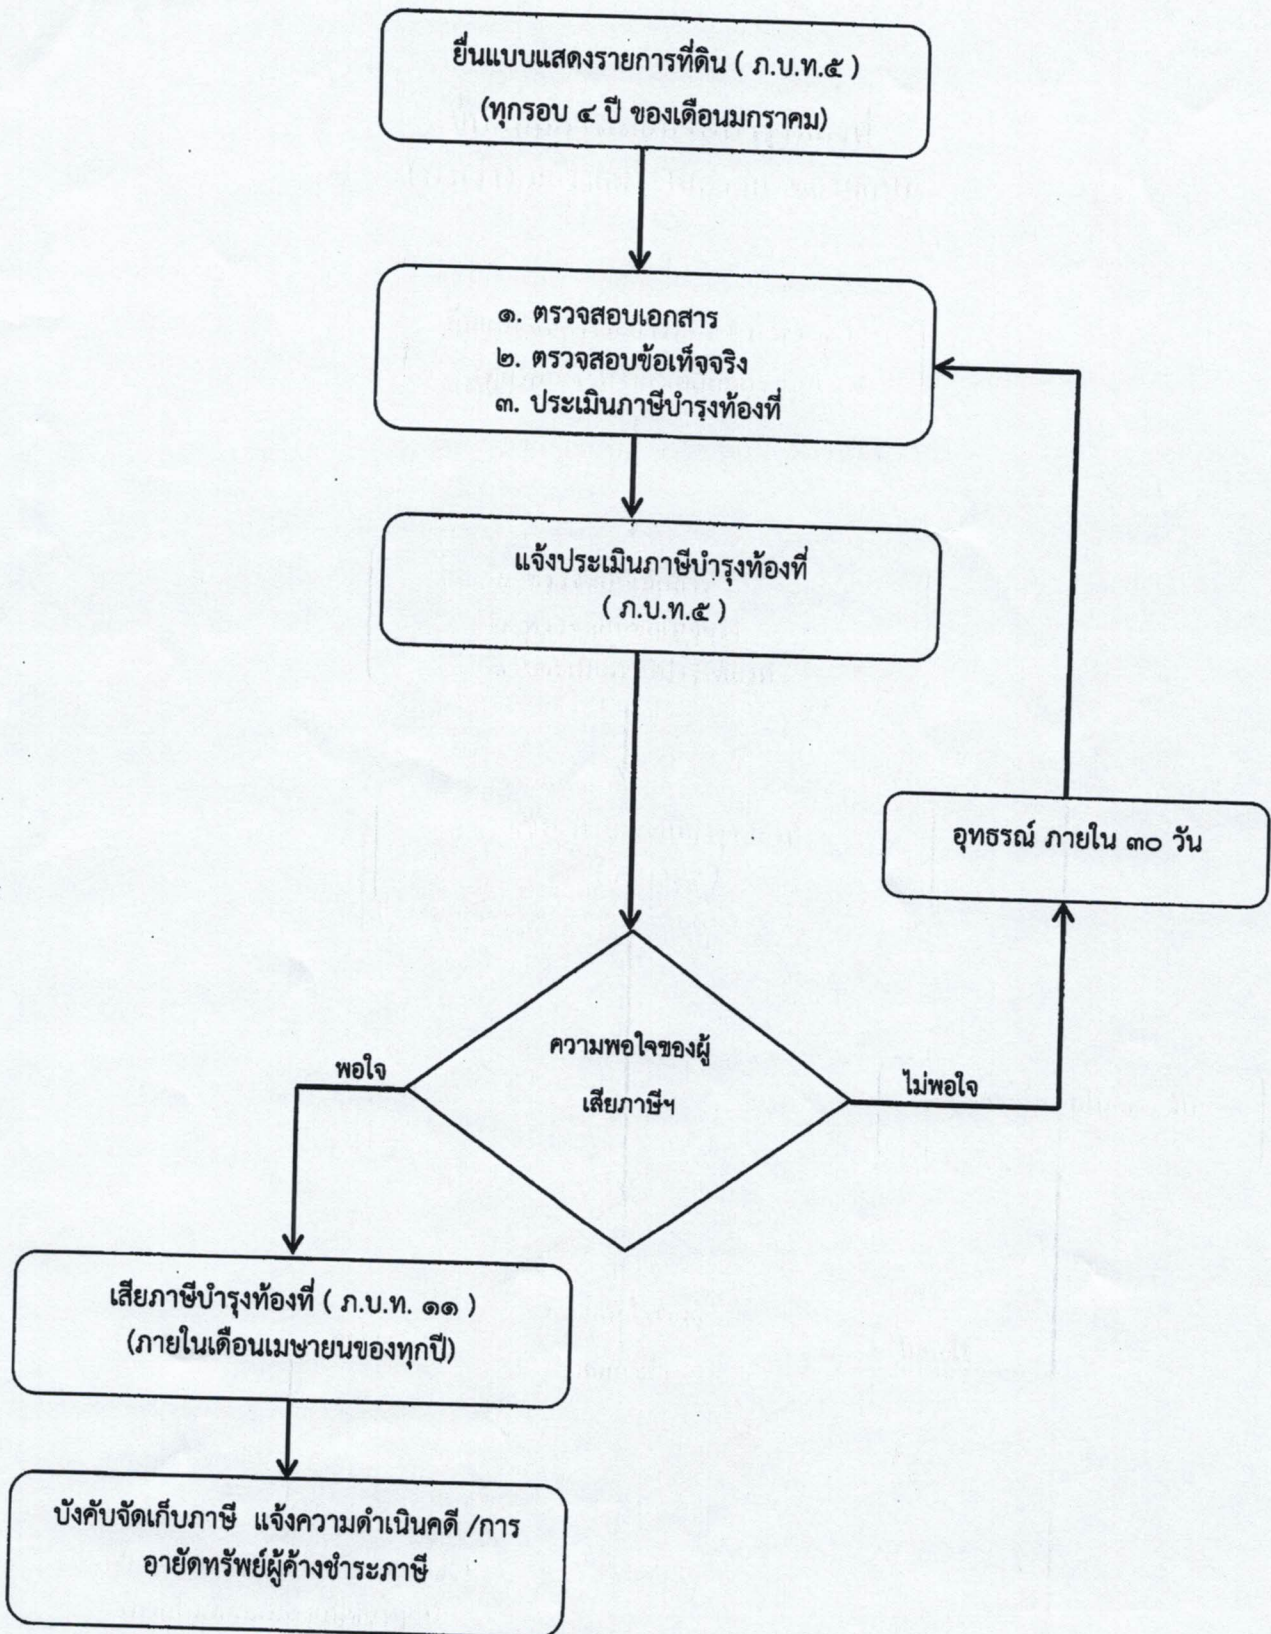 ยื่นแบบแสดงรายการที่ดิน ( ภ.บ.ท.๕ )
(ทุกรอบ ๔ ปี ของเดือนมกราคม)
๑. ตรวจสอบเอกสาร
๒. ตรวจสอบข้อเท็จจริง
๓. ประเมินภาษีบำรุงท้องที่
แจ้งประเมินภาษีบำรุงท้องที่
( ภ.บ.ท.๕ )
อุทธรณ์ ภายใน ๓๐ วัน
ความพอใจของผู้
เสียภาษีฯ
พอใจ
ไม่พอใจ
เสียภาษีบำรุงท้องที่ ( ภ.บ.ท. ๑๑ )
(ภายในเดือนเมษายนของทุกปี)
บังคับจัดเก็บภาษี แจ้งความดำเนินคดี /การ
อายัดทรัพย์ผู้ค้างชำระภาษี